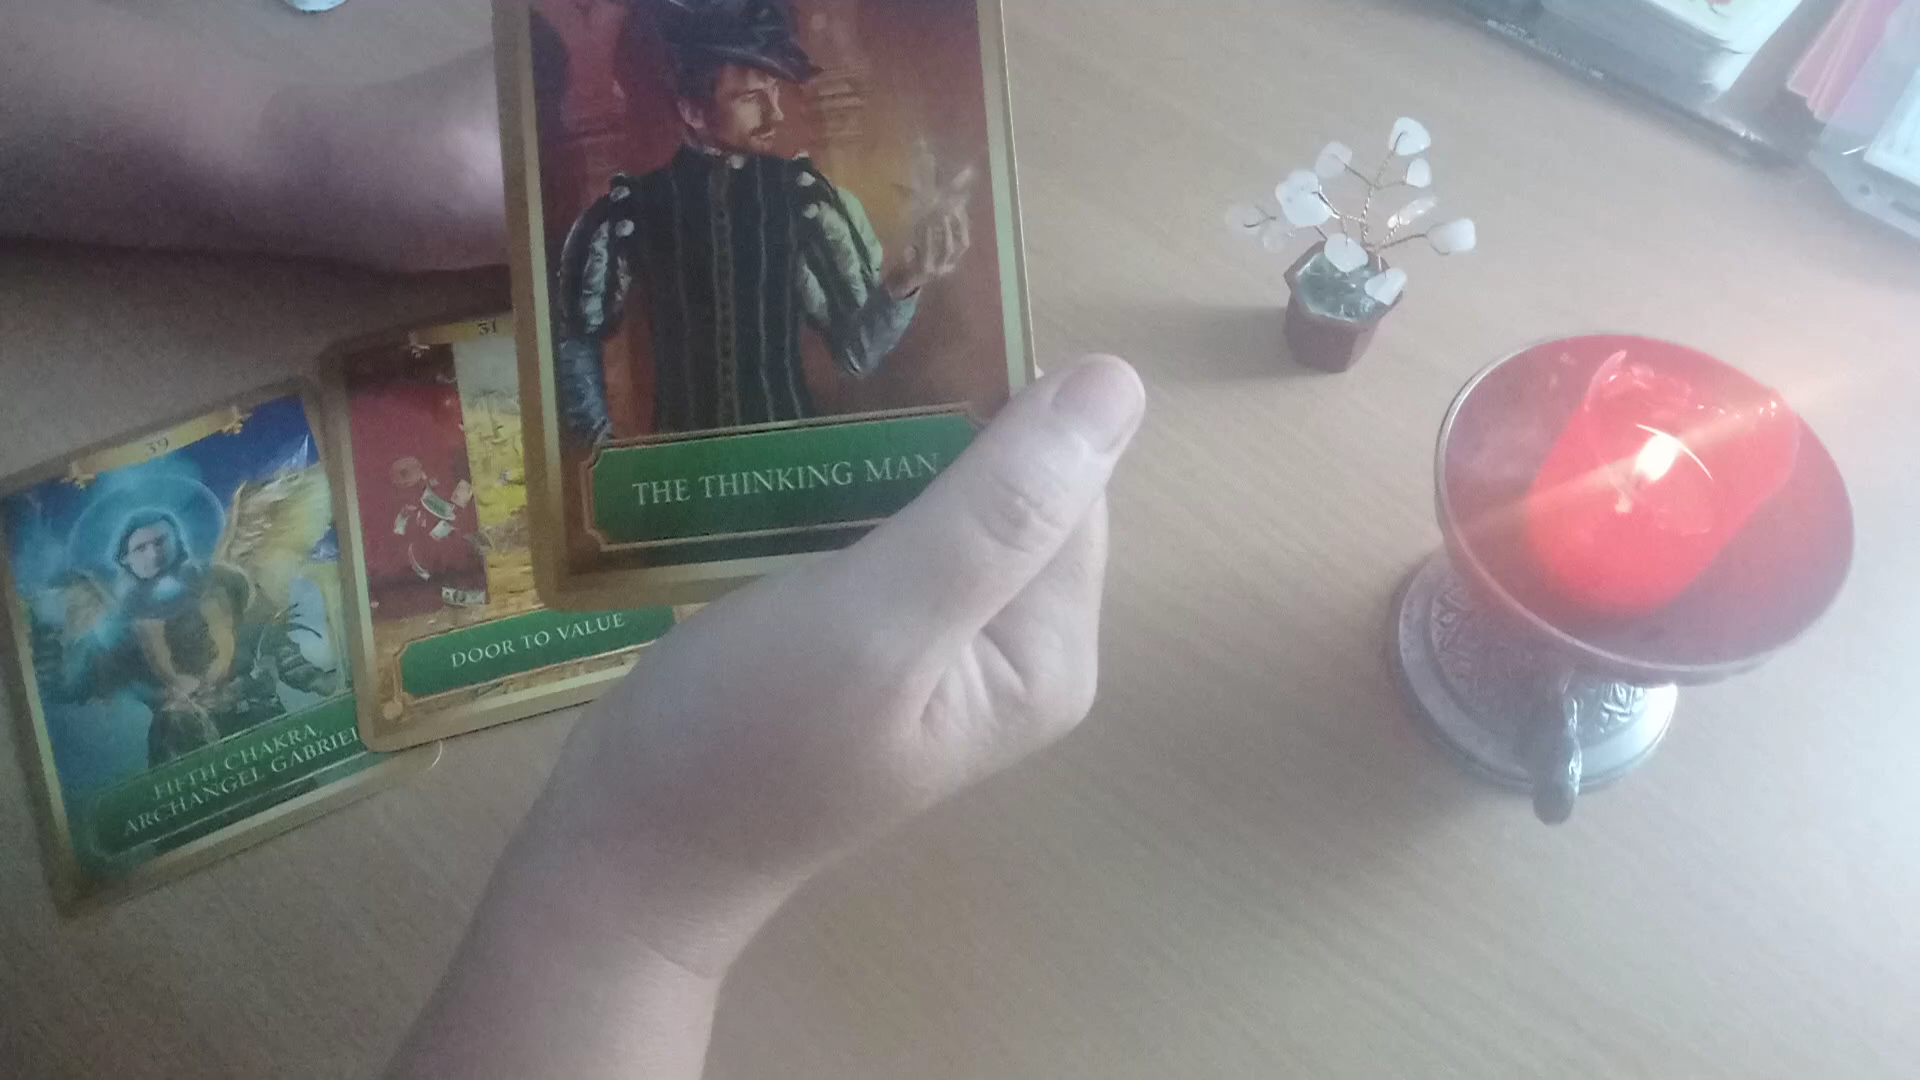 THE THINKING MAN
31
DOOR TO VALUE
39
FIFTH CHAKRA,
ARCHANGEL GABRIEL